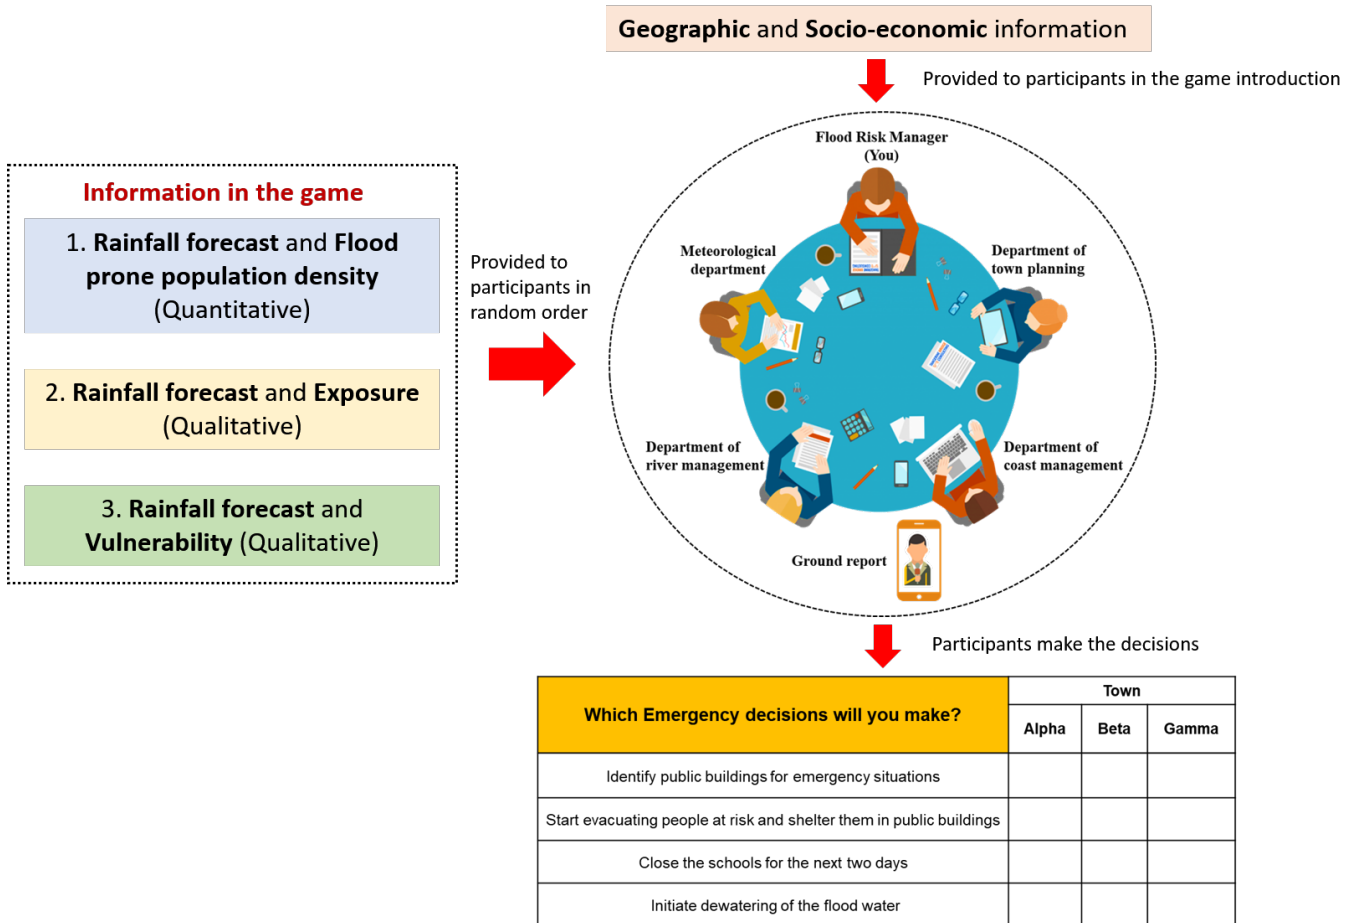 Geographic and Socio-economic information
Provided to participants in the game introduction
Information in the game
1. Rainfall forecast and Flood
prone population density
(Quantitative)
2. Rainfall forecast and Exposure
(Qualitative)
3. Rainfall forecast and
Vulnerability (Qualitative)
Provided to
participants in
random order
Flood Risk Manager
(You)
Meteorological
department
Department of
town planning
Department of
river management
Department of
coast management
Ground report
Participants make the decisions
Which Emergency decisions will you make?
Town
Alpha
Beta
Gamma
Identify public buildings for emergency situations
Start evacuating people at risk and shelter them in public buildings
Close the schools for the next two days
Initiate dewatering of the flood water